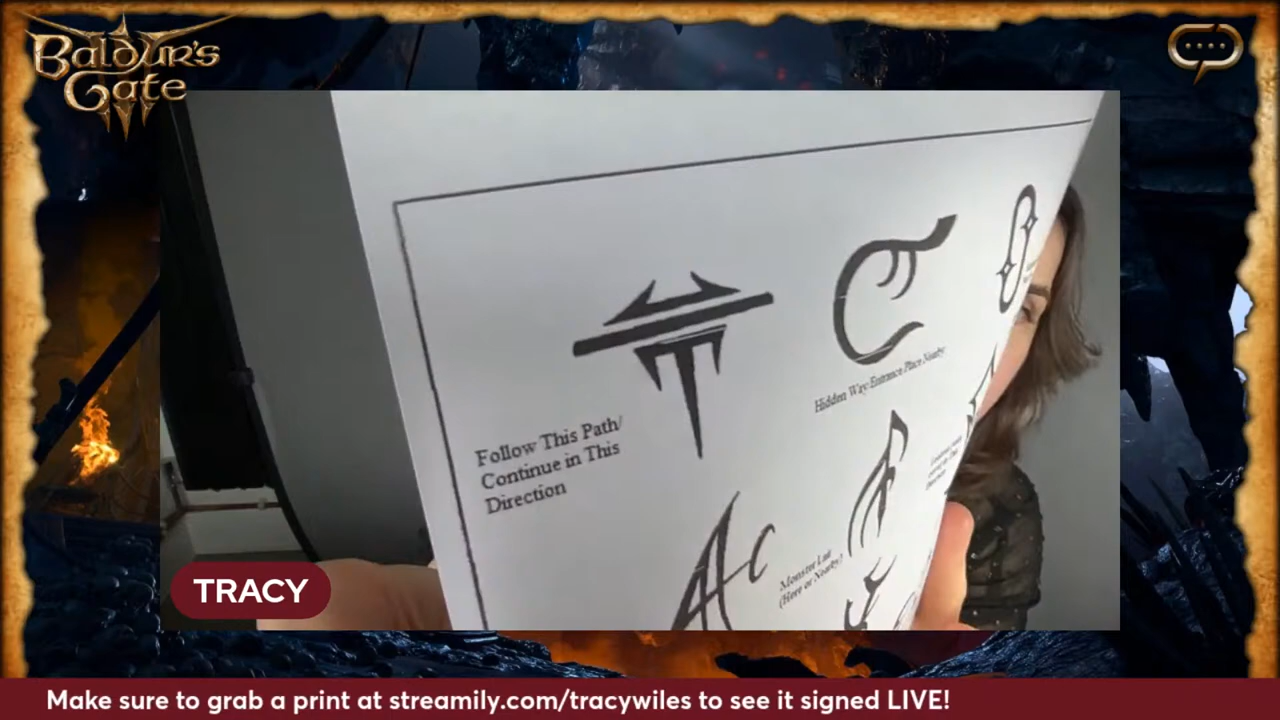 Baldur's
Gate
III
Follow This Path/
Continue in This
Direction
Hidden Way/Entrance/Place Nearby
Monster Lair
(Here or Nearby)
TRACY
Make sure to grab a print at streamily.com/tracywiles to see it signed LIVE!